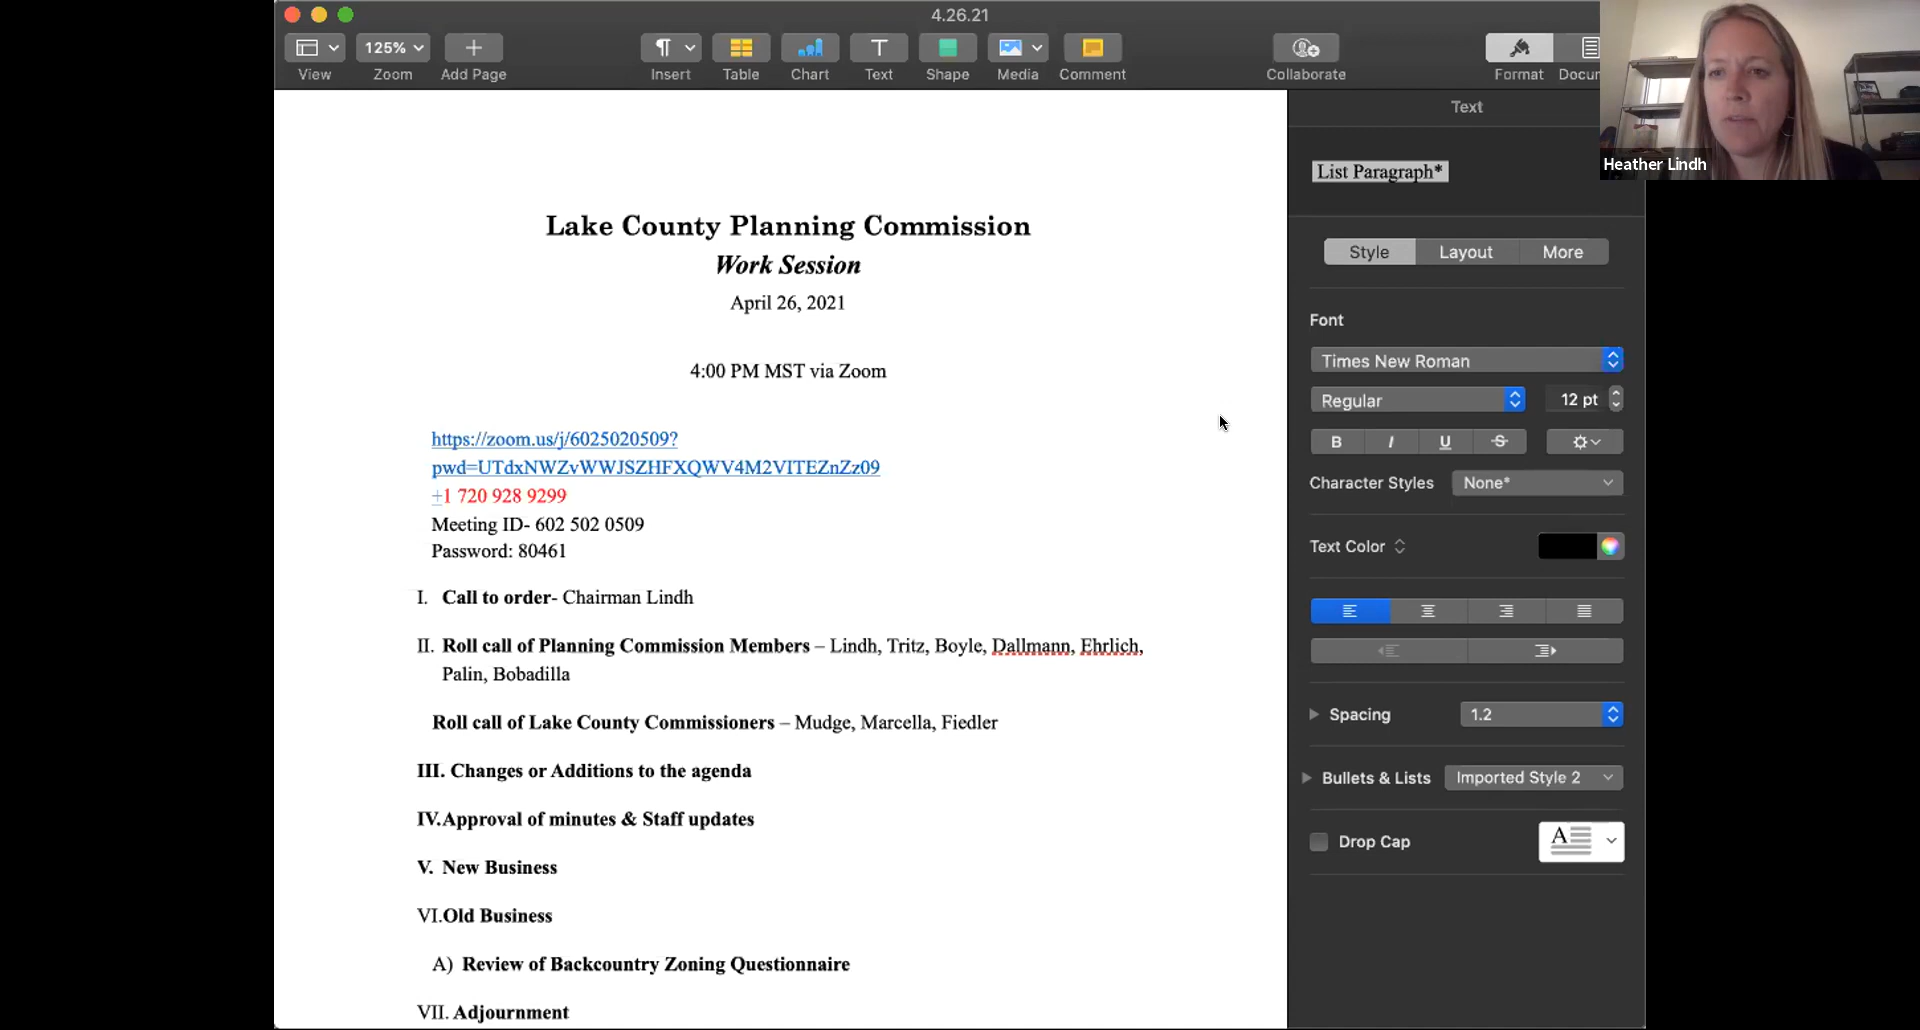 4.26.21
125%
View
Zoom
Add Page
Insert
Table
Chart
Text
Shape
Media
Comment
Collaborate
Format
Docu
Heather Lindh
Text
List Paragraph*
Style
Layout
More
Font
Times New Roman
Regular
12 pt
B
I
U
S
Character Styles
None*
Text Color
Spacing
1.2
Bullets & Lists
Imported Style 2
Drop Cap
A
Lake County Planning Commission
Work Session
April 26, 2021
4:00 PM MST via Zoom
https://zoom.us/j/6025020509?
pwd=UTdxNWZvWWJSZHFXQWV4M2VITEZnZz09
+1 720 928 9299
Meeting ID- 602 502 0509
Password: 80461
I. Call to order- Chairman Lindh
II. Roll call of Planning Commission Members – Lindh, Tritz, Boyle, Dallmann, Ehrlich,
Palin, Bobadilla
Roll call of Lake County Commissioners – Mudge, Marcella, Fiedler
III. Changes or Additions to the agenda
IV.Approval of minutes & Staff updates
V. New Business
VI.Old Business
A) Review of Backcountry Zoning Questionnaire
VII. Adjournment